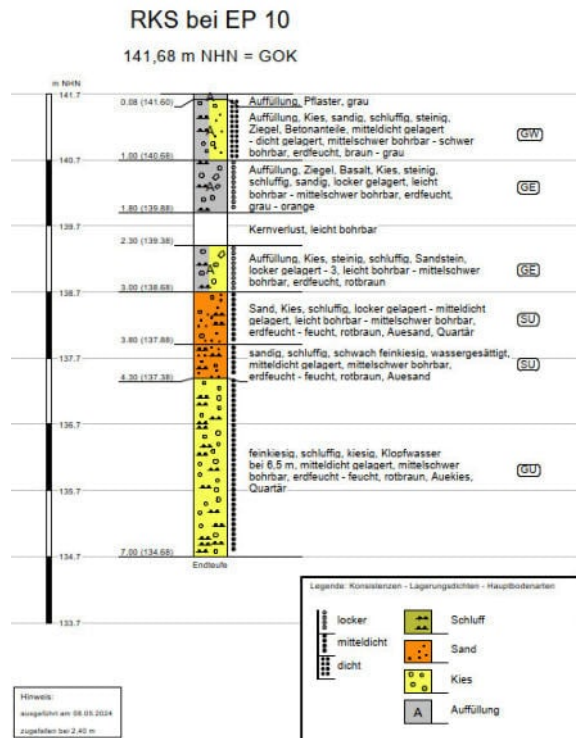 RKS bei EP 10
141,68 m NHN = GOK
m NHN
141.7
0.08 (141.60)
A
Auffüllung, Pflaster, grau
Auffüllung, Kies, sandig, schluffig, steinig,
Ziegel, Betonanteile, mitteldicht gelagert
- dicht gelagert, mittelschwer bohrbar - schwer
bohrbar, erdfeucht, braun - grau
A
GW
140.7
1.00 (140.68)
Auffüllung, Ziegel, Basalt, Kies, steinig,
schluffig, sandig, locker gelagert, leicht
bohrbar - mittelschwer bohrbar, erdfeucht,
grau - orange
A
GE
1.80 (139.88)
139.7
Kernverlust, leicht bohrbar
2.30 (139.38)
Auffüllung, Kies, steinig, schluffig, Sandstein,
locker gelagert - 3, leicht bohrbar - mittelschwer
bohrbar, erdfeucht, rotbraun
A
GE
138.7
3.00 (138.68)
Sand, Kies, schluffig, locker gelagert - mitteldicht
gelagert, leicht bohrbar - mittelschwer bohrbar,
erdfeucht - feucht, rotbraun, Auesand, Quartär
SU
3.80 (137.88)
137.7
sandig, schluffig, schwach feinkiesig, wassergesättigt,
mitteldicht gelagert, mittelschwer bohrbar,
erdfeucht - feucht, rotbraun, Auesand
SU
4.30 (137.38)
136.7
feinkiesig, schluffig, kiesig, Klopfwasser
bei 6,5 m, mitteldicht gelagert, mittelschwer
bohrbar, erdfeucht - feucht, rotbraun, Auekies,
Quartär
GU
135.7
134.7
7.00 (134.68)
Endteufe
133.7
Legende: Konsistenzen - Lagerungsdichten - Hauptbodenarten
locker
mitteldicht
dicht
Schluff
Sand
Kies
A
Auffüllung
Hinweis:
ausgeführt am 08.05.2024
zugefallen bei 2,40 m